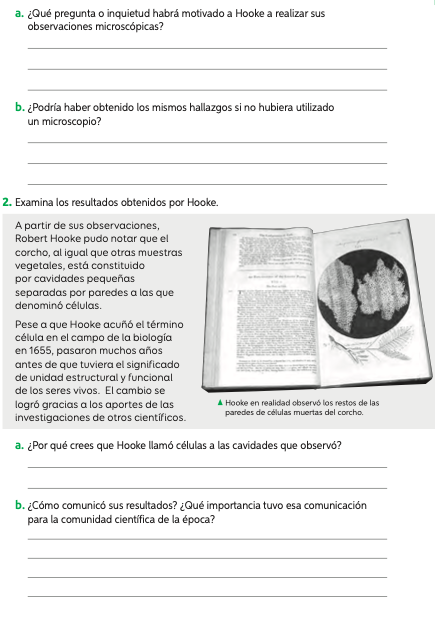 a. ¿Qué pregunta o inquietud habrá motivado a Hooke a realizar sus
observaciones microscópicas?
b. ¿Podría haber obtenido los mismos hallazgos si no hubiera utilizado
un microscopio?
2. Examina los resultados obtenidos por Hooke.
A partir de sus observaciones,
Robert Hooke pudo notar que el
corcho, al igual que otras muestras
vegetales, está constituido
por cavidades pequeñas
separadas por paredes a las que
denominó células.
Pese a que Hooke acuñó el término
célula en el campo de la biología
en 1655, pasaron muchos años
antes de que tuviera el significado
de unidad estructural y funcional
de los seres vivos. El cambio se
logró gracias a los aportes de las
investigaciones de otros científicos.
▲ Hooke en realidad observó los restos de las
paredes de células muertas del corcho.
a. ¿Por qué crees que Hooke llamó células a las cavidades que observó?
b. ¿Cómo comunicó sus resultados? ¿Qué importancia tuvo esa comunicación
para la comunidad científica de la época?